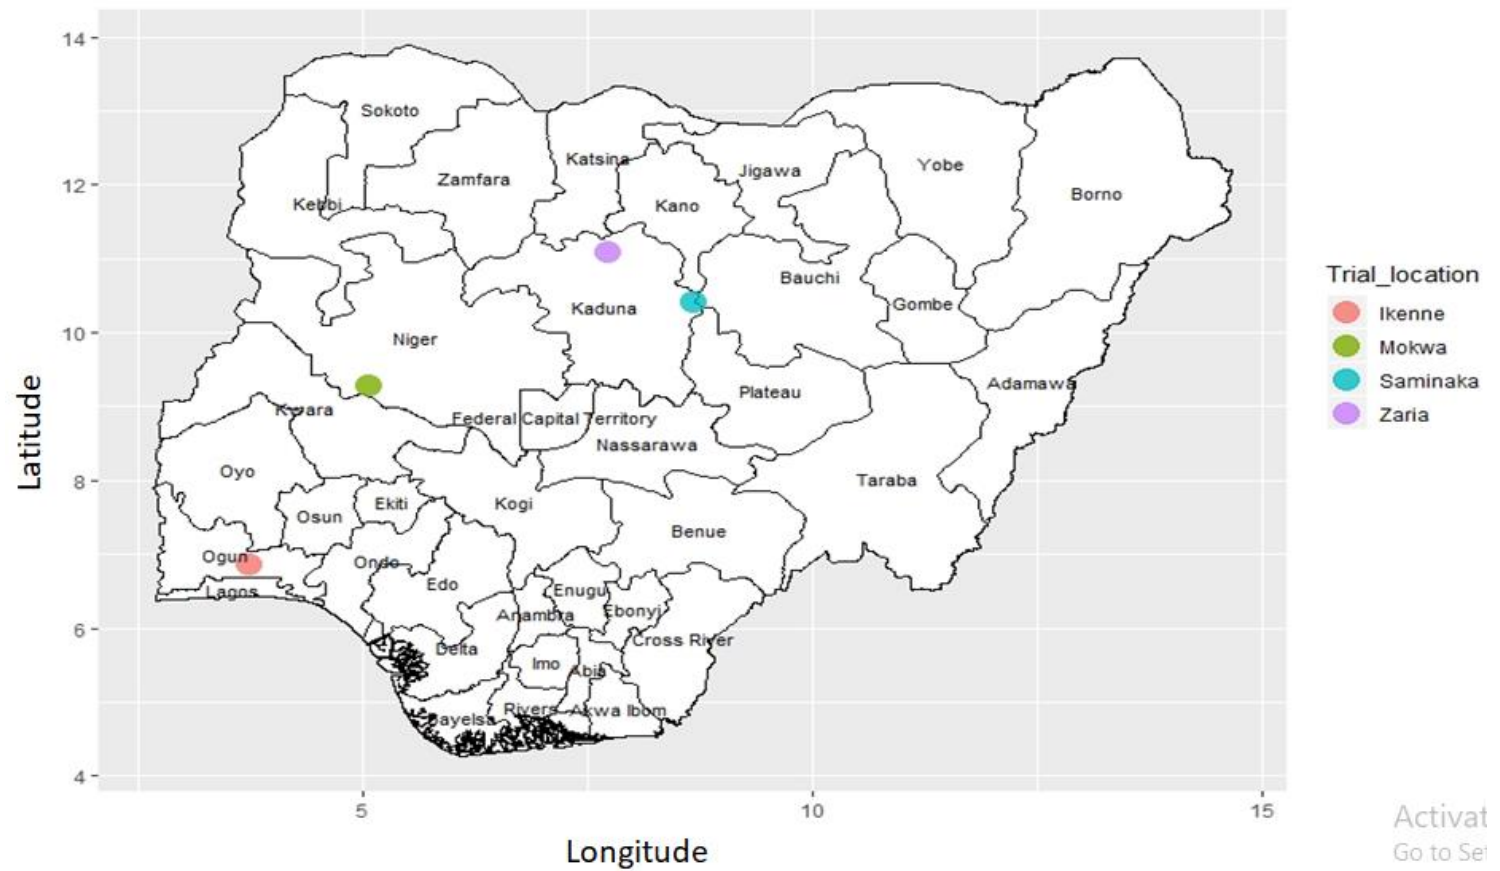 14
12
10
8
6
4
Latitude
Sokoto
Katsina
Jigawa
Yobe
Zamfara
Borno
Kebbi
Kano
Bauchi
Gombe
Kaduna
Niger
Adamawa
Plateau
Kwara
Federal Capital Territory
Nassarawa
Oyo
Taraba
Kogi
Ekiti
Osun
Benue
Ogun
Ondo
Edo
Enugu
Lagos
Ebonyi
Anambra
Cross River
Delta
Imo
Abia
Rivers
Akwa Ibom
Bayelsa
5
10
15
Longitude
Trial_location
Ikenne
Mokwa
Saminaka
Zaria
Activat
Go to Set